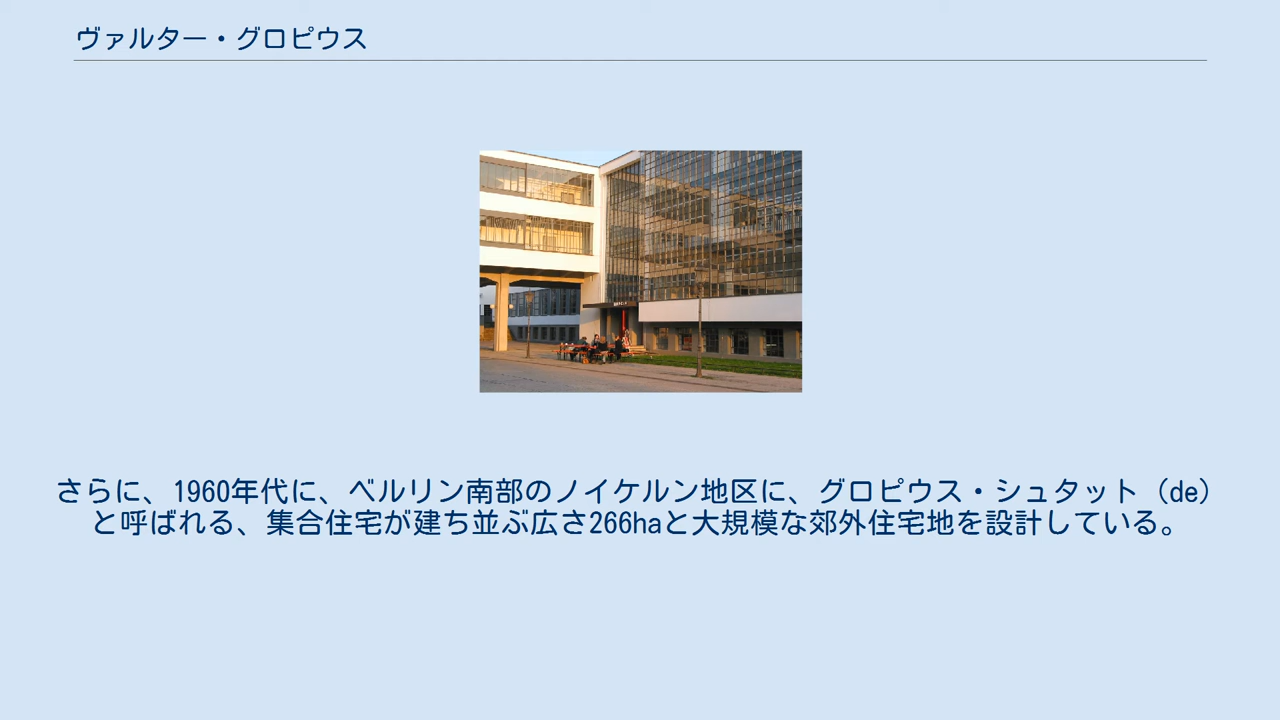 ヴァルター・グロピウス
さらに、1960年代に、ベルリン南部のノイケルン地区に、グロピウス・シュタット（de）
と呼ばれる、集合住宅が建ち並ぶ広さ266haと大規模な郊外住宅地を設計している。